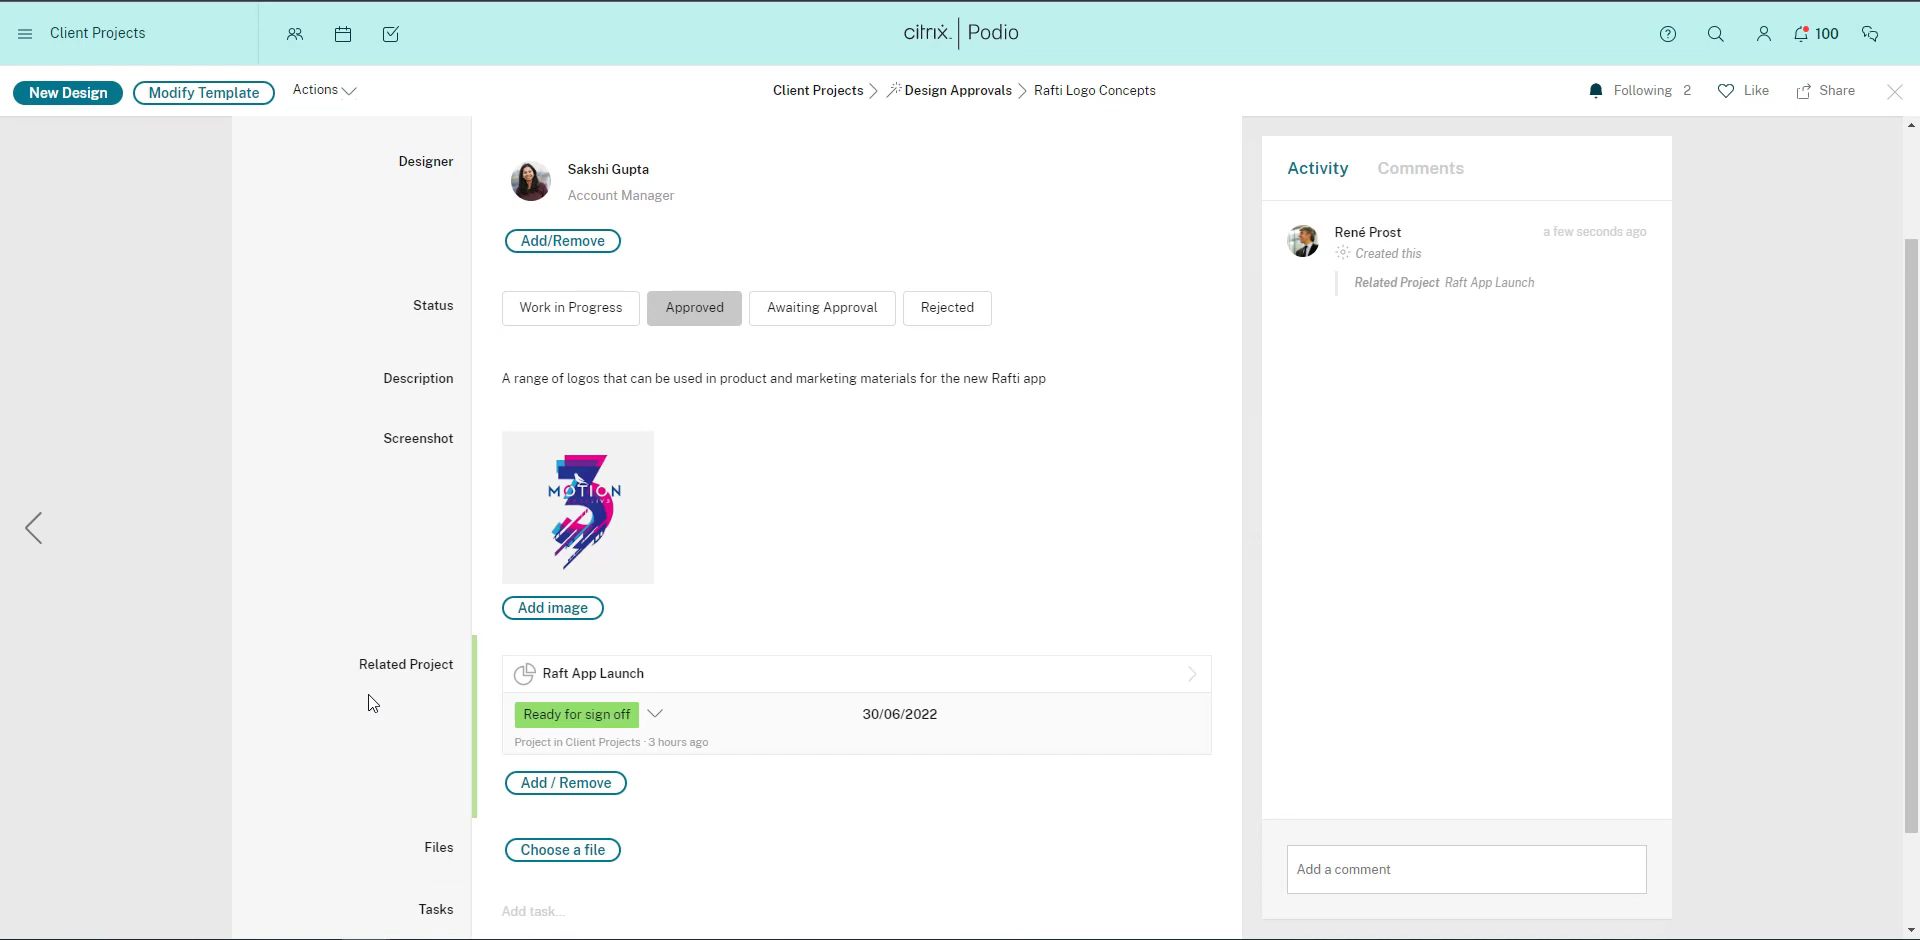 Client Projects
citrix. | Podio
100
New Design
Modify Template
Actions
Client Projects > Design Approvals > Rafti Logo Concepts
Following 2
Like
Share
Designer
Sakshi Gupta
Account Manager
Add/Remove
Status
Work in Progress
Approved
Awaiting Approval
Rejected
Description
A range of logos that can be used in product and marketing materials for the new Rafti app
Screenshot
3
MOTION
Add image
Related Project
Raft App Launch
Ready for sign off
30/06/2022
Project in Client Projects · 3 hours ago
Add / Remove
Files
Choose a file
Tasks
Add task...
Activity
Comments
René Prost
a few seconds ago
Created this
Related Project Raft App Launch
Add a comment